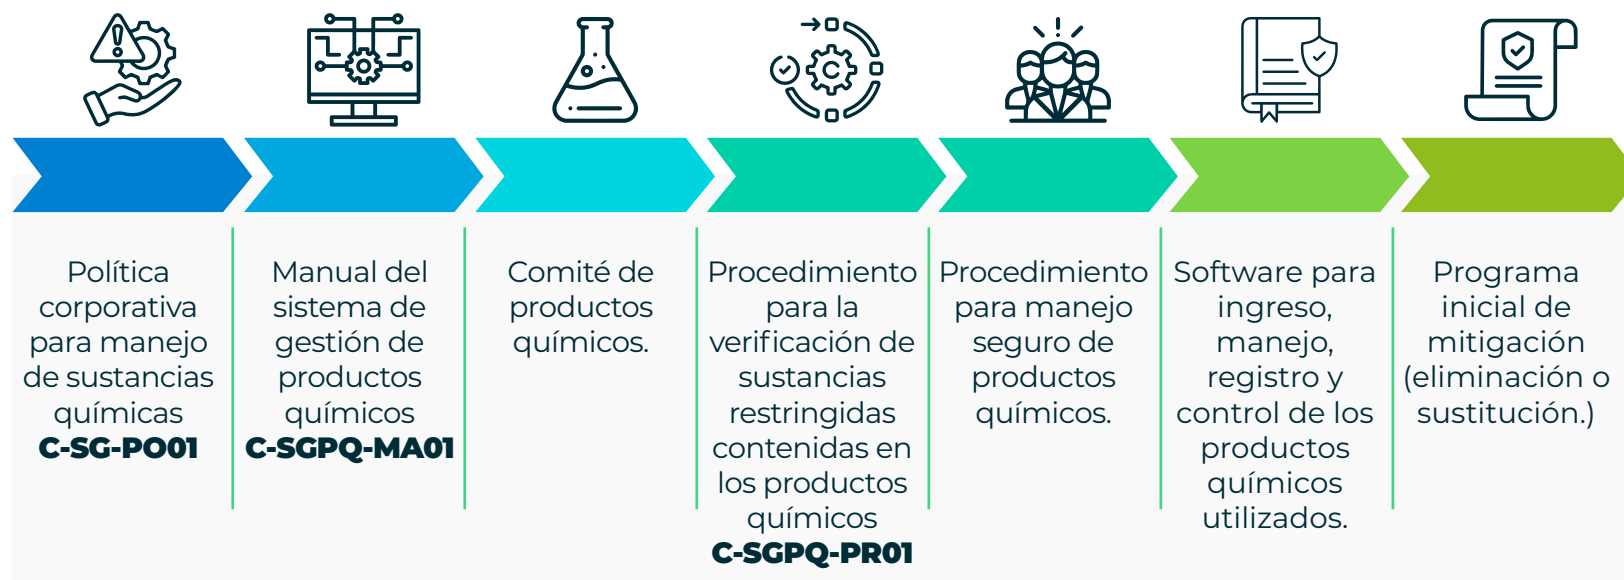 Política
corporativa
para manejo
de sustancias
químicas
C-SG-PO01
Manual del
sistema de
gestión de
productos
químicos
C-SGPQ-MA01
Comité de
productos
químicos.
Procedimiento
para la
verificación de
sustancias
restringidas
contenidas en
los productos
químicos
C-SGPQ-PR01
Procedimiento
para manejo
seguro de
productos
químicos.
Software para
ingreso,
manejo,
registro y
control de los
productos
químicos
utilizados.
Programa
inicial de
mitigación
(eliminación o
sustitución.)